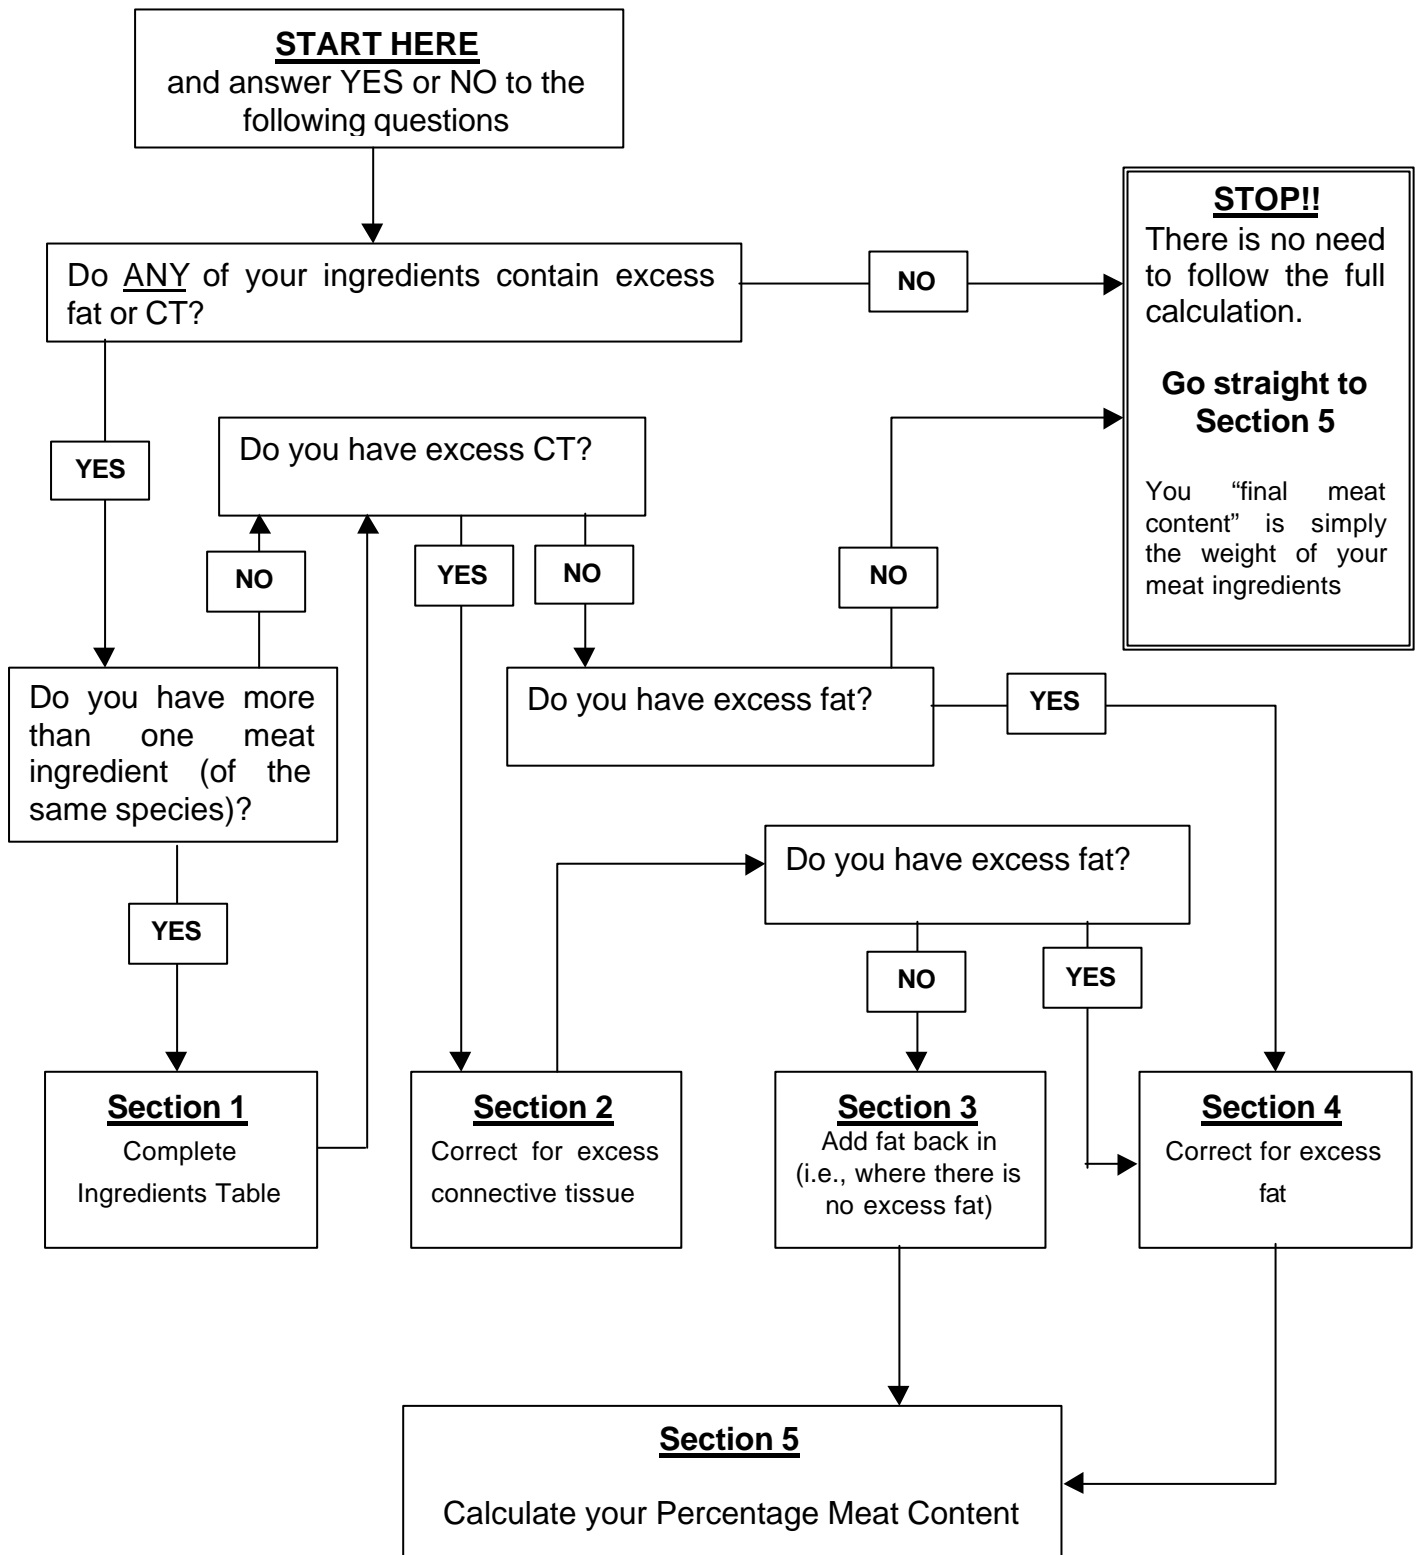 START HERE
and answer YES or NO to the
following questions
Do ANY of your ingredients contain excess
fat or CT?
NO
STOP!!
There is no need
to follow the full
calculation.
Go straight to
Section 5
You “final meat
content” is simply
the weight of your
meat ingredients
YES
Do you have excess CT?
NO
YES
NO
NO
Do you have more
than one meat
ingredient (of the
same species)?
Do you have excess fat?
YES
Do you have excess fat?
YES
NO
YES
Section 1
Complete
Ingredients Table
Section 2
Correct for excess
connective tissue
Section 3
Add fat back in
(i.e., where there is
no excess fat)
Section 4
Correct for excess
fat
Section 5
Calculate your Percentage Meat Content